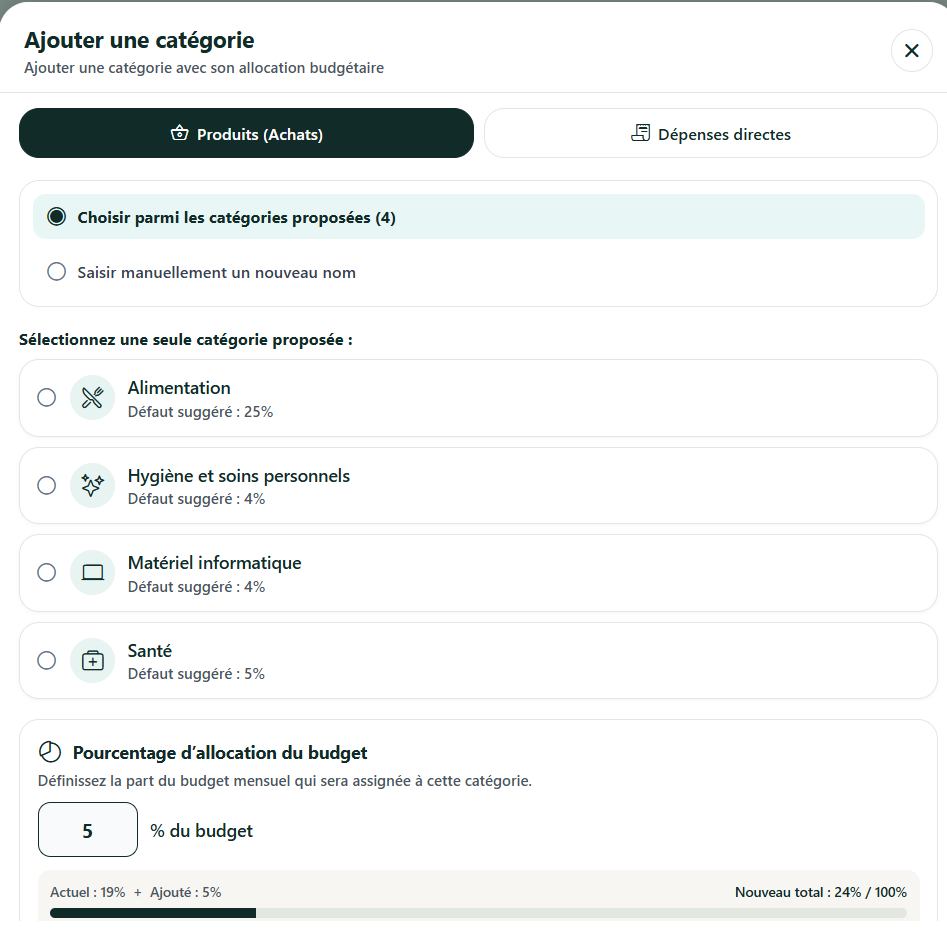 Ajouter une catégorie
Ajouter une catégorie avec son allocation budgétaire
Produits (Achats)
Dépenses directes
Choisir parmi les catégories proposées (4)
Saisir manuellement un nouveau nom
Sélectionnez une seule catégorie proposée :
Alimentation
Défaut suggéré : 25%
Hygiène et soins personnels
Défaut suggéré : 4%
Matériel informatique
Défaut suggéré : 4%
Santé
Défaut suggéré : 5%
Pourcentage d’allocation du budget
Définissez la part du budget mensuel qui sera assignée à cette catégorie.
5 % du budget
Actuel : 19% + Ajouté : 5% Nouveau total : 24% / 100%